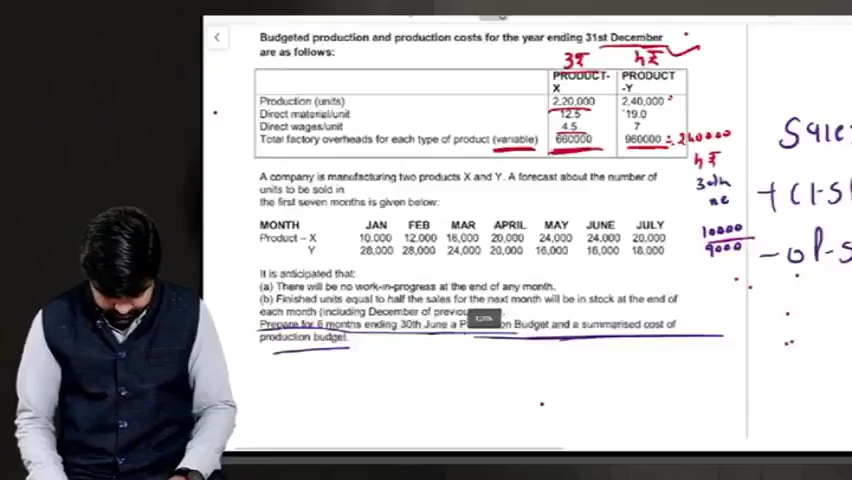 Budgeted production and production costs for the year ending 31st December
are as follows:
3₹ 4₹
PRODUCT-X PRODUCT-Y
Production (units) 2,20,000 2,40,000
Direct material/unit 12.5 19.0
Direct wages/unit 4.5 7
Total factory overheads for each type of product (variable) 660000 960000 ÷ 240000
4₹
A company is manufacturing two products X and Y. A forecast about the number of
units to be sold in
the first seven months is given below:
MONTH JAN FEB MAR APRIL MAY JUNE JULY
Product – X 10,000 12,000 16,000 20,000 24,000 24,000 20,000
Y 28,000 28,000 24,000 20,000 16,000 16,000 18,000
10000
9000
Sales
+ Cl-S
- OP-S
It is anticipated that:
(a) There will be no work-in-progress at the end of any month.
(b) Finished units equal to half the sales for the next month will be in stock at the end of
each month (including December of
Prepare for 6 months ending 30th June a Budget and a summarised cost of
production budget.